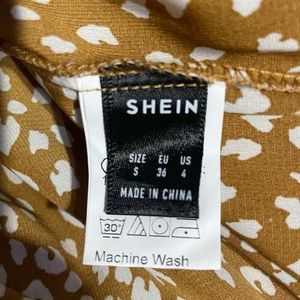 SHEIN
SIZE EU US
S 36 4
MADE IN CHINA
30°
Machine Wash